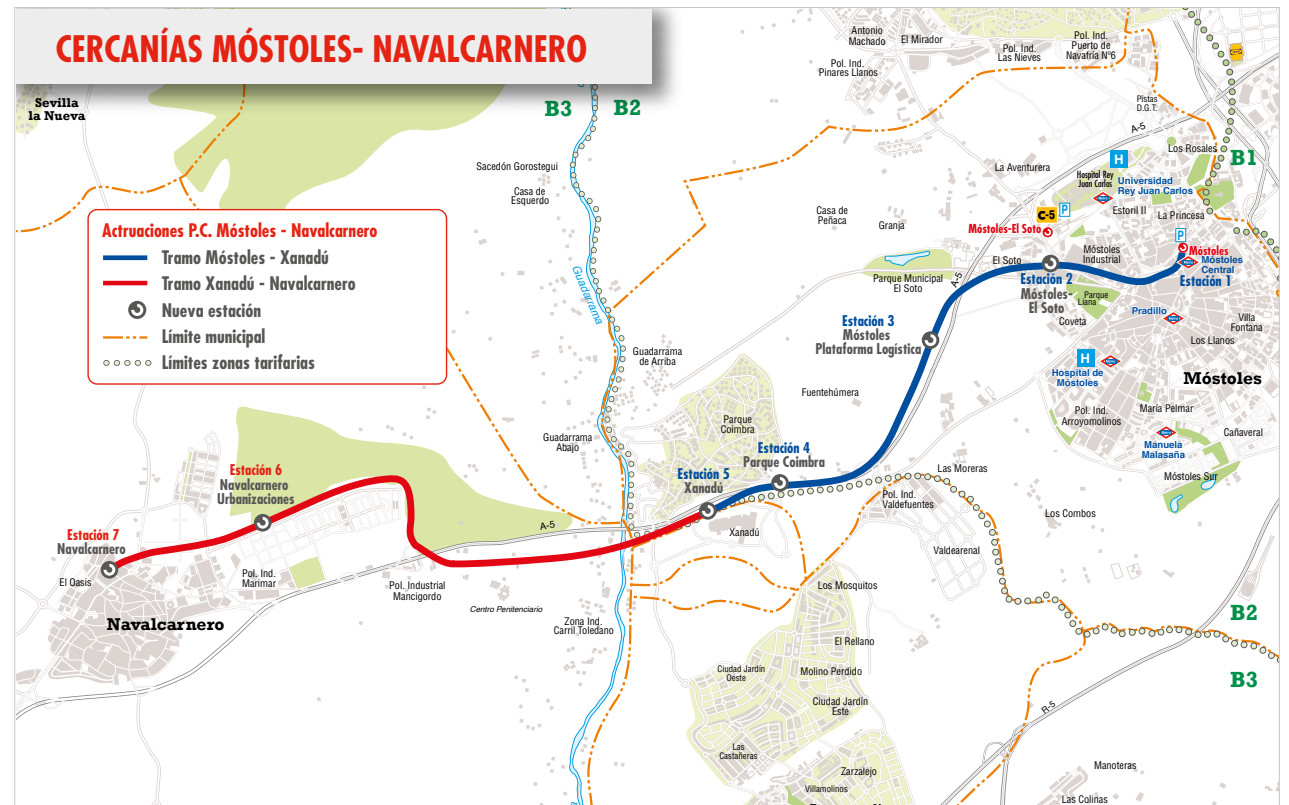 CERCANÍAS MÓSTOLES- NAVALCARNERO
Sevilla
la Nueva
B3
B2
Antonio
Machado
El Mirador
Pol. Ind.
Pinares Llanos
Pol. Ind.
Las Nieves
Pol. Ind.
Puerto de
Navafría Nº6
Pistas
D.G.T.
A-5
Los Rosales
B1
Sacedón Gorostegui
Casa de
Esquerdo
La Aventurera
H
Hospital Rey
Juan Carlos
Universidad
Rey Juan Carlos
Estoril II
La Princesa
Casa de
Peñaca
Granja
C-5
P
Móstoles-El Soto
P
Móstoles
Móstoles
Central
Estación 1
Móstoles
Industrial
El Soto
Estación 2
Móstoles-
El Soto
Parque
Liana
Coveta
Pradillo
Villa
Fontana
Los Llanos
Actruaciones P.C. Móstoles - Navalcarnero
Tramo Móstoles - Xanadú
Tramo Xanadú - Navalcarnero
Nueva estación
Límite municipal
Límites zonas tarifarias
Guadarrama
Parque Municipal
El Soto
A-5
Estación 3
Móstoles
Plataforma Logística
Guadarrama
de Arriba
H
Hospital de
Móstoles
Móstoles
Fuentehúmera
Pol. Ind.
Arroyomolinos
María Pelmar
Cañaveral
Manuela
Malasaña
Móstoles Sur
Parque
Coimbra
Guadarrama
Abajo
Estación 4
Parque Coimbra
Estación 5
Xanadú
Las Moreras
Pol. Ind.
Valdefuentes
Los Combos
Estación 6
Navalcarnero
Urbanizaciones
A-5
Xanadú
Valdearenal
Estación 7
Navalcarnero
El Oasis
Pol. Ind.
Marimar
Pol. Industrial
Mancigordo
Centro Penitenciario
Los Mosquitos
Navalcarnero
Zona Ind.
Carril Toledano
El Rellano
B2
Ciudad Jardín
Oeste
Molino Perdido
B3
Ciudad Jardín
Este
R-5
Las
Castañeras
Zarzalejo
Villamolinos
Manoteras
Las Colinas